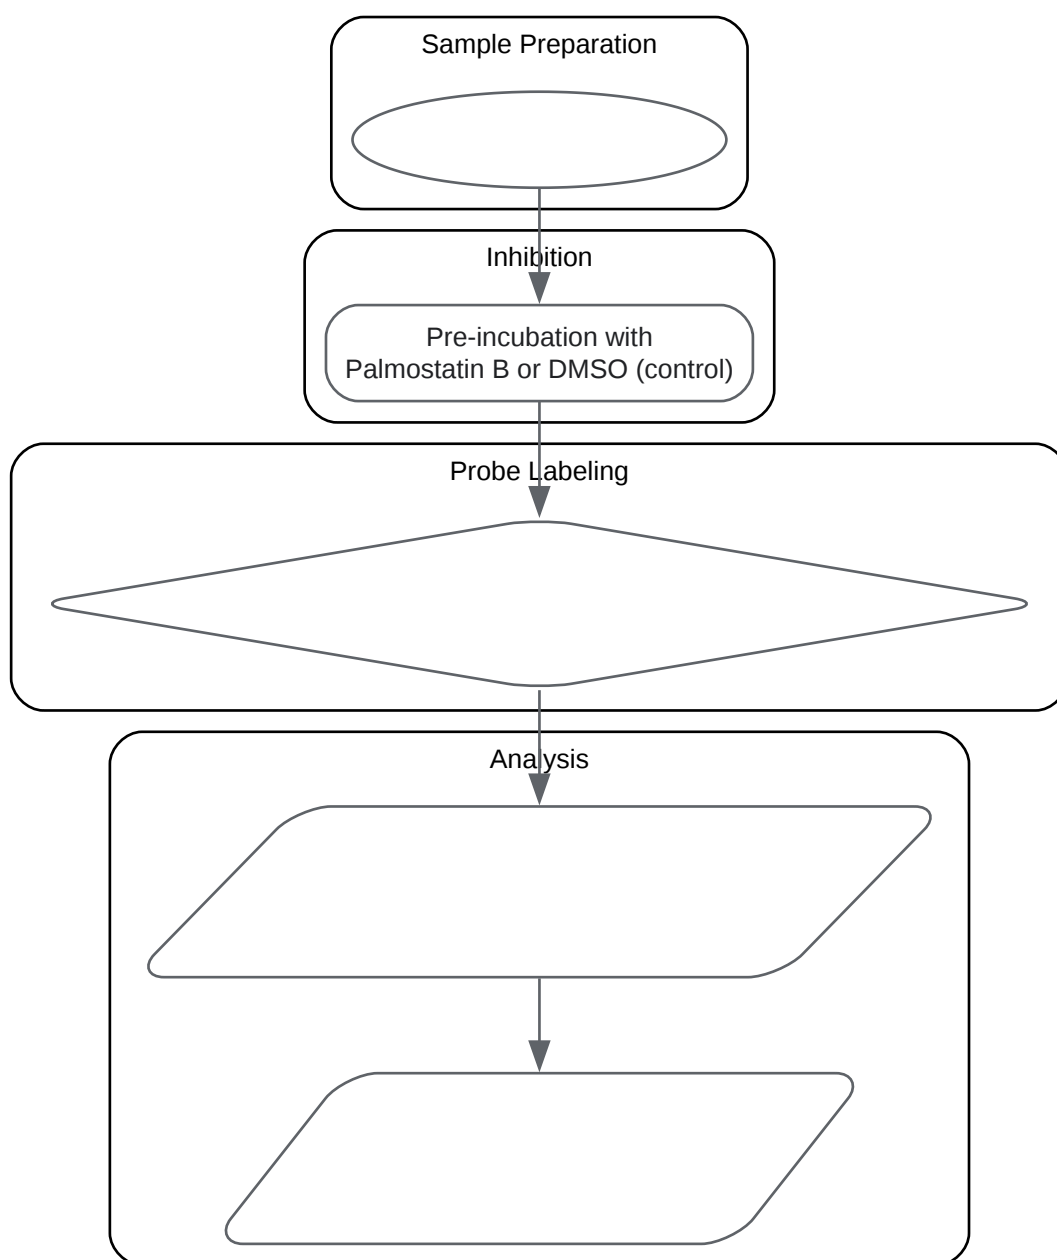 Sample Preparation
Inhibition
Pre-incubation with
Palmostatin B or DMSO (control)
Probe Labeling
Analysis